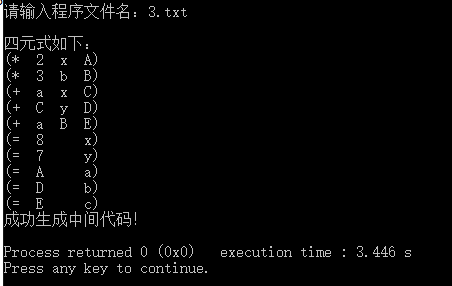 请输入程序文件名：3.txt
四元式如下：
(*  2  x  A)
(*  3  b  B)
(+  a  x  C)
(+  C  y  D)
(+  a  B  E)
(=  8     x)
(=  7     y)
(=  A     a)
(=  D     b)
(=  E     c)
成功生成中间代码!
Process returned 0 (0x0)   execution time : 3.446 s
Press any key to continue.